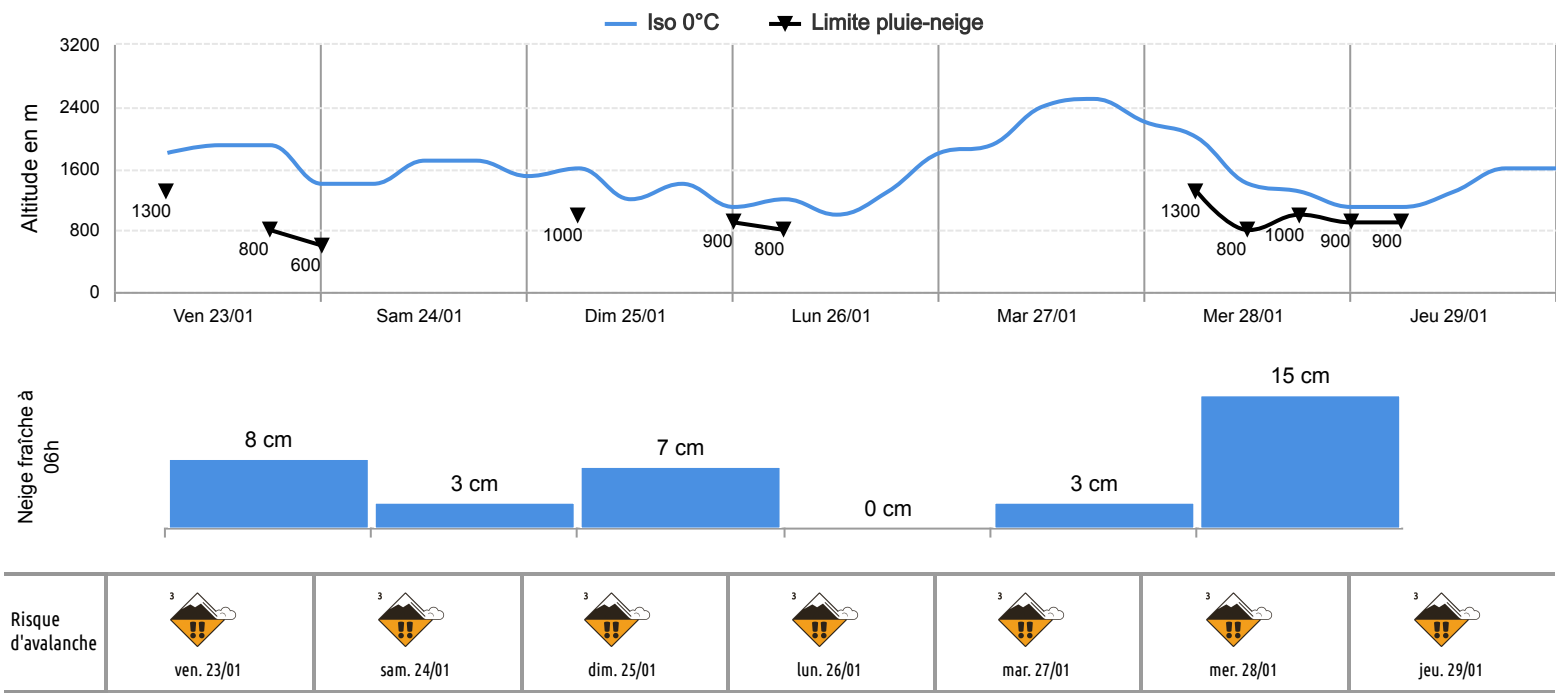 Iso 0°C Limite pluie-neige
Altitude en m
3200
2400
1600
800
0
1300
800
600
1000
900
800
1300
800
1000
900
900
Ven 23/01 Sam 24/01 Dim 25/01 Lun 26/01 Mar 27/01 Mer 28/01 Jeu 29/01
Neige fraîche à
06h
8 cm
3 cm
7 cm
0 cm
3 cm
15 cm
Risque
d'avalanche
3 3 3 3 3 3 3
!! !! !! !! !! !! !!
ven. 23/01 sam. 24/01 dim. 25/01 lun. 26/01 mar. 27/01 mer. 28/01 jeu. 29/01